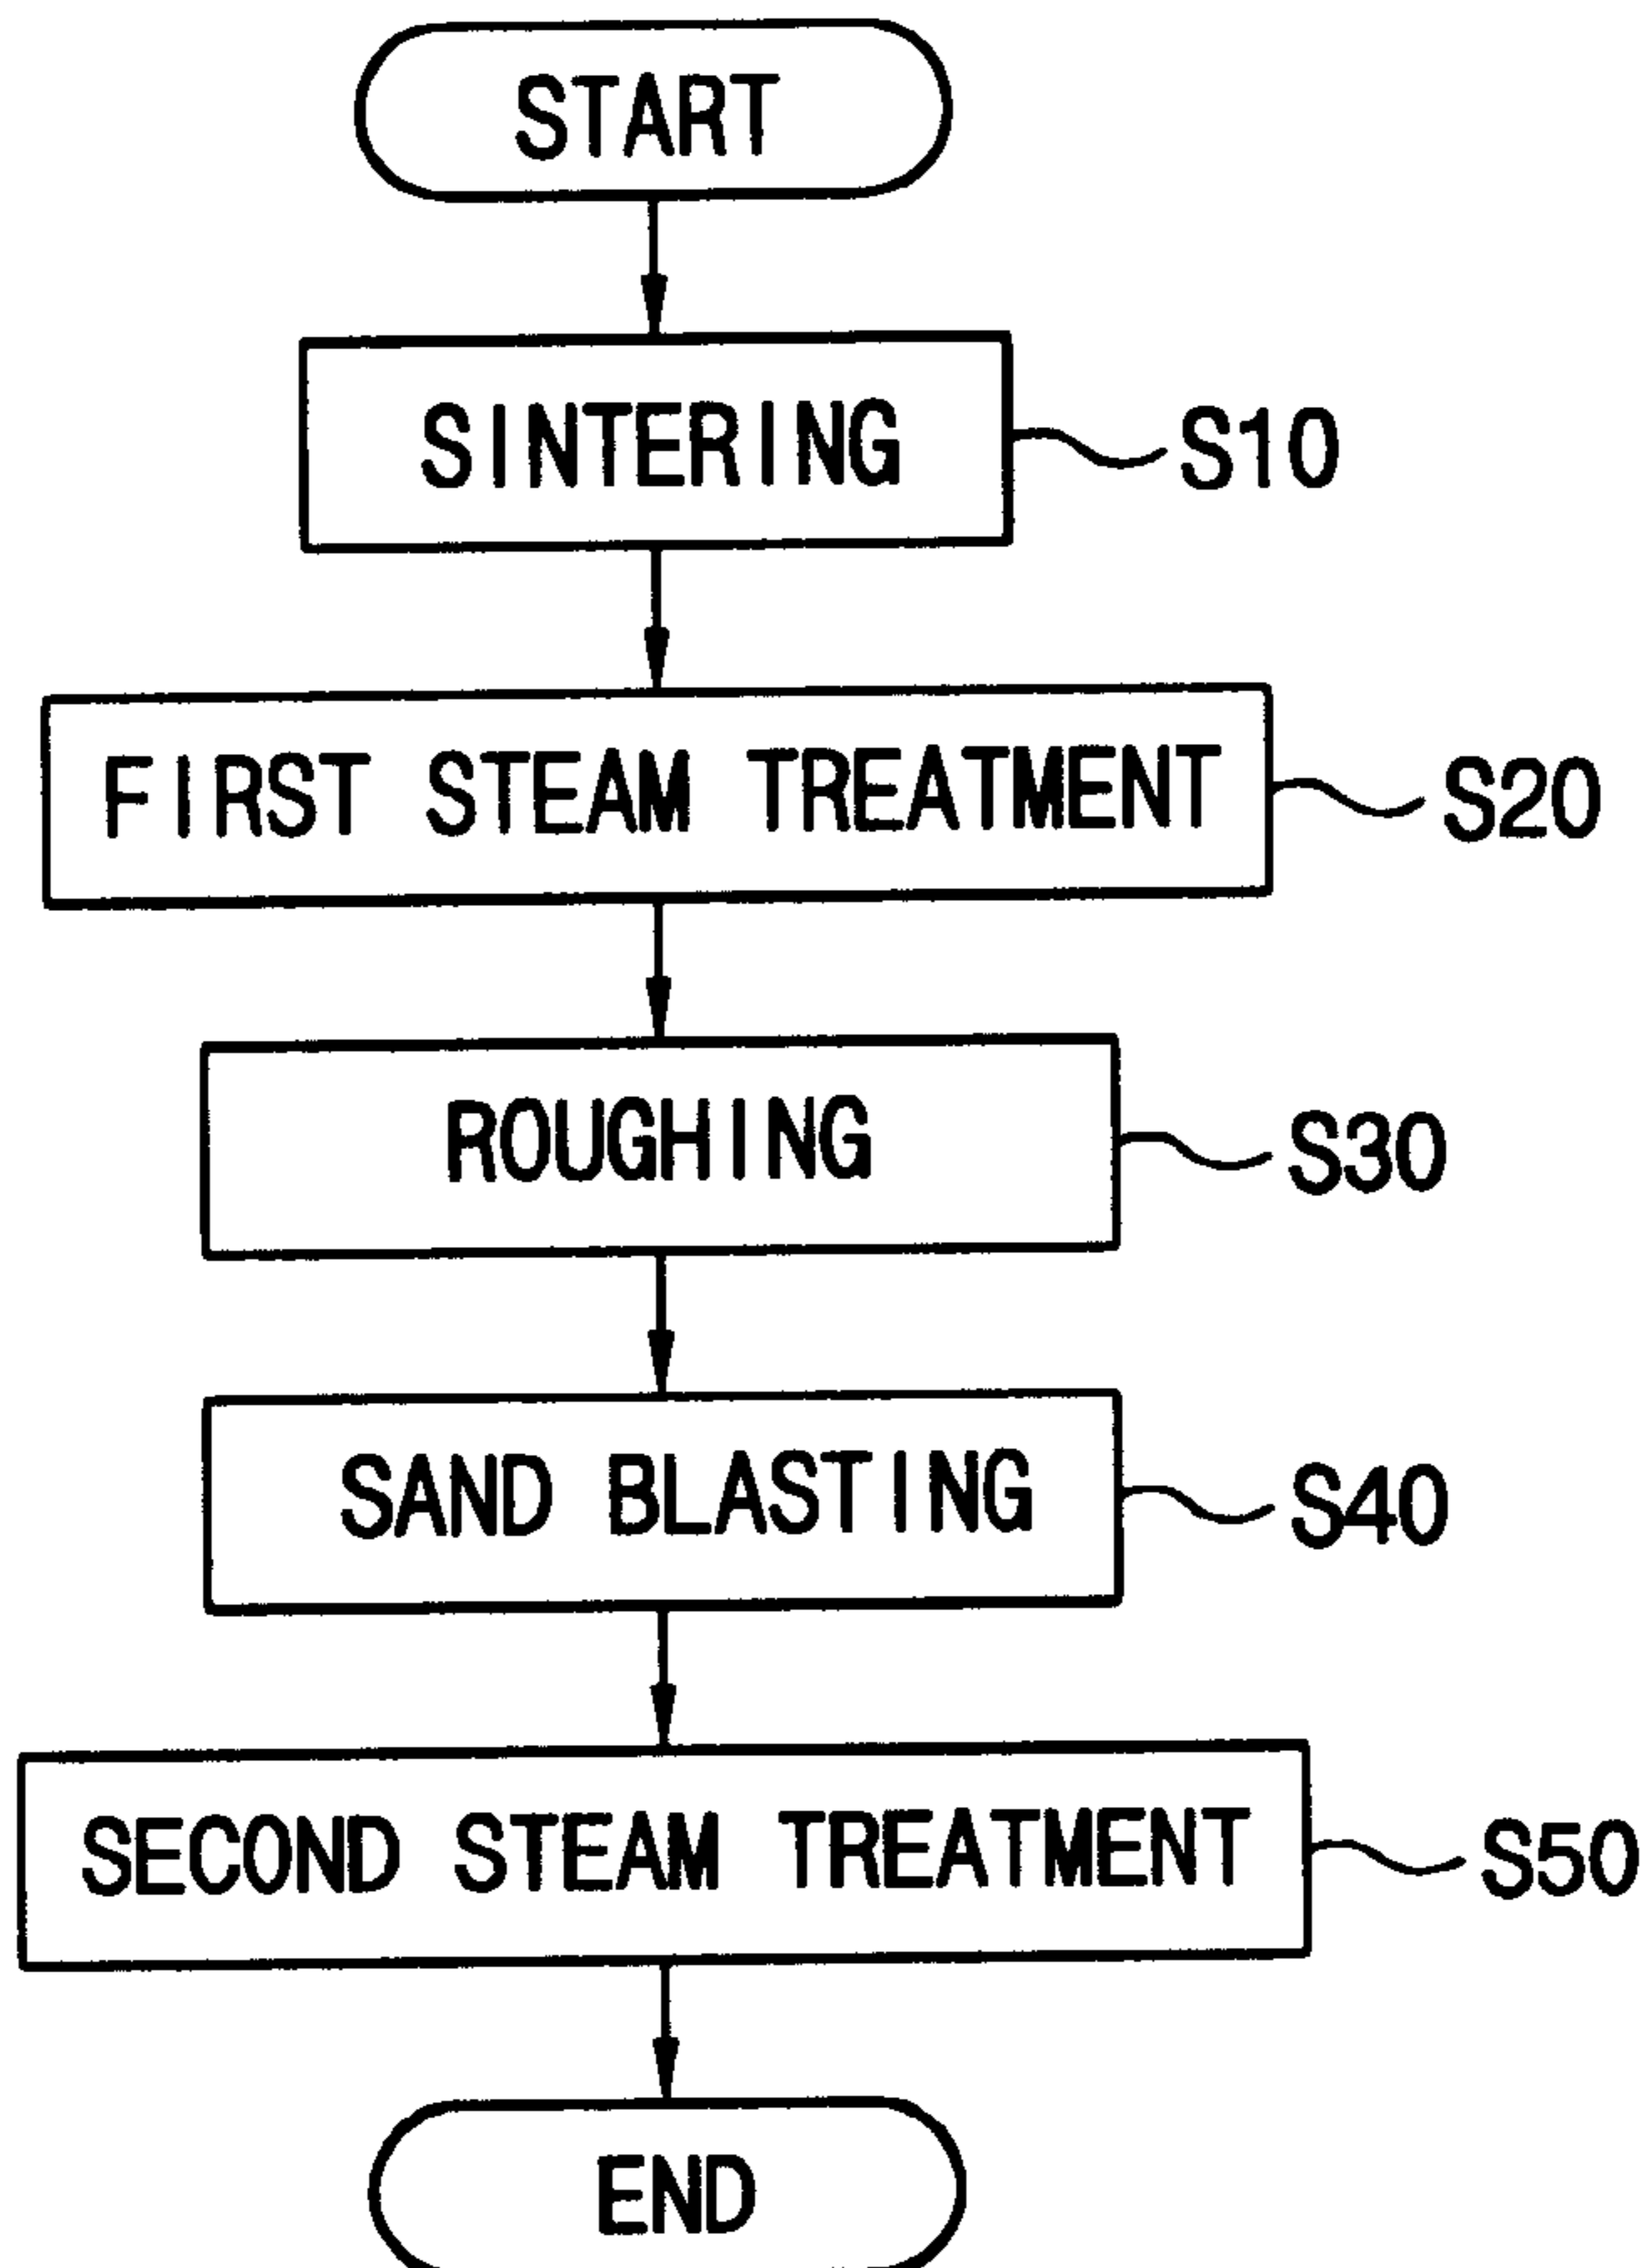 START
SINTERING
S10
FIRST STEAM TREATMENT
S20
ROUGHING
S30
SAND BLASTING
S40
SECOND STEAM TREATMENT
S50
END